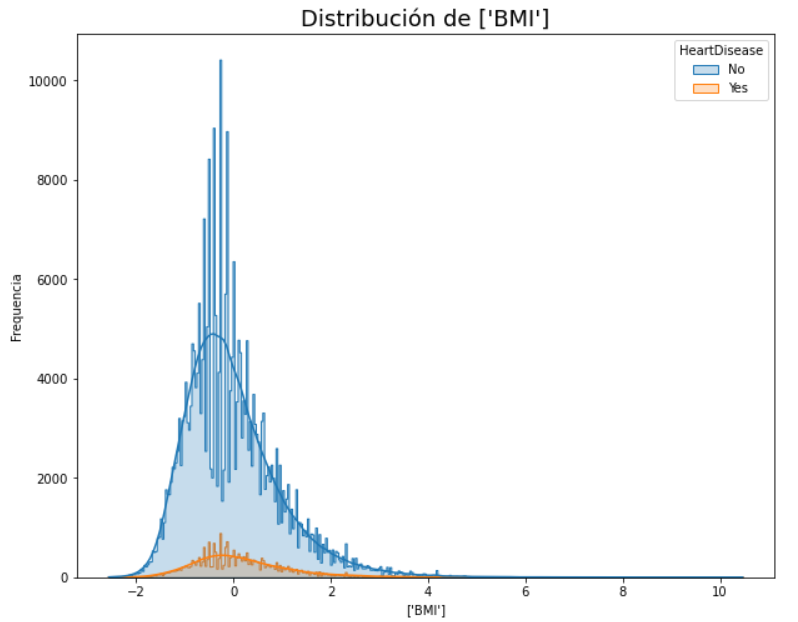 Distribución de ['BMI']
HeartDisease
No
Yes
10000
8000
6000
4000
2000
0
Frequencia
−2 0 2 4 6 8 10
['BMI']